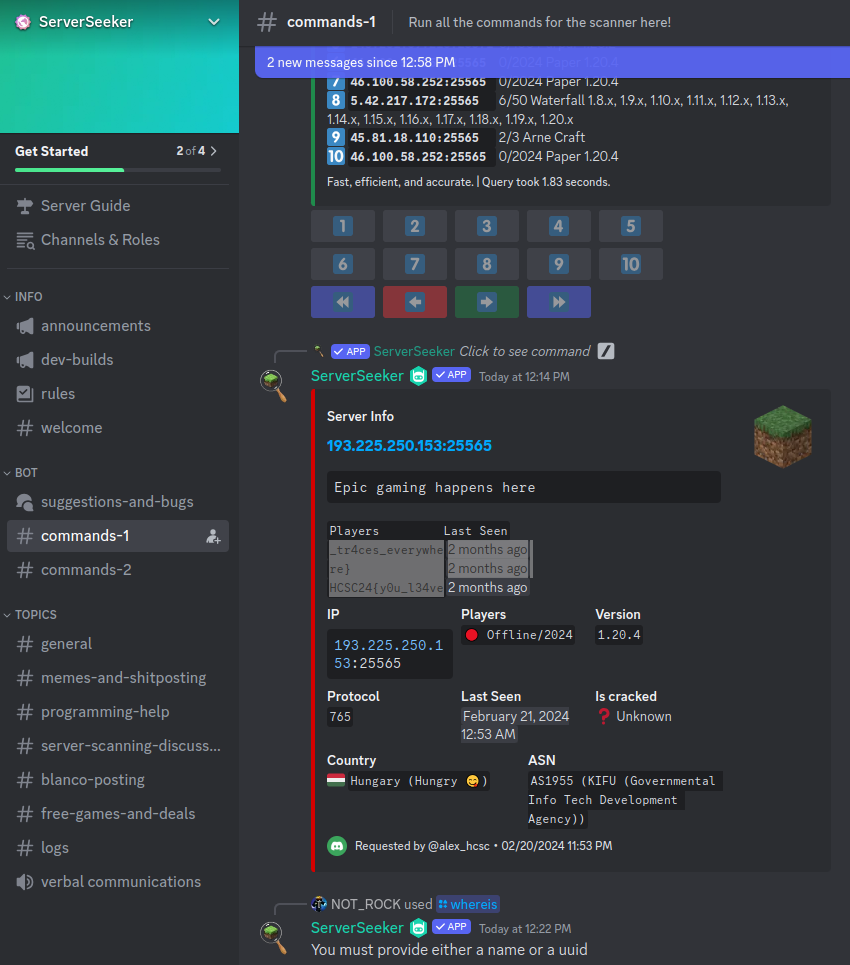 ServerSeeker
Get Started
2 of 4
Server Guide
Channels & Roles
INFO
announcements
dev-builds
rules
welcome
BOT
suggestions-and-bugs
commands-1
commands-2
TOPICS
general
memes-and-shitposting
programming-help
server-scanning-discuss...
blanco-posting
free-games-and-deals
logs
verbal communications
commands-1 Run all the commands for the scanner here!
2 new messages since 12:58 PM
7 46.100.58.252:25565 0/2024 Paper 1.20.4
8 5.42.217.172:25565 6/50 Waterfall 1.8.x, 1.9.x, 1.10.x, 1.11.x, 1.12.x, 1.13.x,
1.14.x, 1.15.x, 1.16.x, 1.17.x, 1.18.x, 1.19.x, 1.20.x
9 45.81.18.110:25565 2/3 Arne Craft
10 46.100.58.252:25565 0/2024 Paper 1.20.4
Fast, efficient, and accurate. | Query took 1.83 seconds.
1 2 3 4 5
6 7 8 9 10
APP ServerSeeker Click to see command
ServerSeeker APP Today at 12:14 PM
Server Info
193.225.250.153:25565
Epic gaming happens here
Players Last Seen
_tr4ces_everywhe 2 months ago
re} 2 months ago
HCSC24{y0u_l34ve 2 months ago
IP Players Version
193.225.250.1 Offline/2024 1.20.4
53:25565
Protocol Last Seen Is cracked
765 February 21, 2024 Unknown
12:53 AM
Country ASN
Hungary (Hungry 😋) AS1955 (KIFU (Governmental
Info Tech Development
Agency))
Requested by @alex_hcsc • 02/20/2024 11:53 PM
NOT_ROCK used whereis
ServerSeeker APP Today at 12:22 PM
You must provide either a name or a uuid